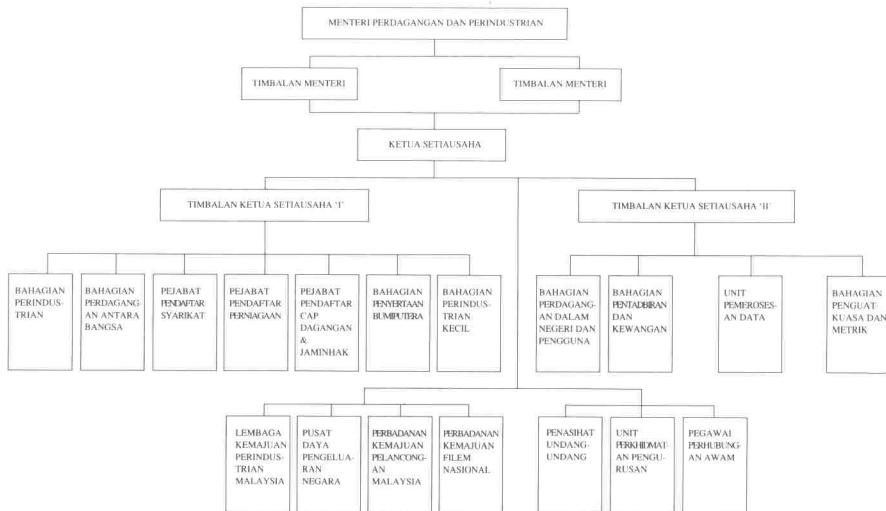 MENTERI PERDAGANGAN DAN PERINDUSTRIAN
TIMBALAN MENTERI
TIMBALAN MENTERI
KETUA SETIAUSAHA
TIMBALAN KETUA SETIAUSAHA 'I'
TIMBALAN KETUA SETIAUSAHA 'II'
BAHAGIAN
PERINDUS-
TRIAN
BAHAGIAN
PERDAGANG-
AN ANTARA
BANGSA
PEJABAT
PENDAFTAR
SYARIKAT
PEJABAT
PENDAFTAR
PERNIAGAAN
PEJABAT
PENDAFTAR
CAP
DAGANGAN
&
JAMINHAK
BAHAGIAN
PENYERTAAN
BUMIPUTERA
BAHAGIAN
PERINDUS-
TRIAN
KECIL
BAHAGIAN
PERDAGANG-
AN DALAM
NEGERI DAN
PENGGUNA
BAHAGIAN
PENTADBIRAN
DAN
KEWANGAN
UNIT
PEMEROSES-
AN DATA
BAHAGIAN
PENGUAT-
KUASA DAN
METRIK
LEMBAGA
KEMAJUAN
PERINDUS-
TRIAN
MALAYSIA
PUSAT
DAYA
PENGELUA-
RAN
NEGARA
PERBADANAN
KEMAJUAN
PELANCONG-
AN
MALAYSIA
PERBADANAN
KEMAJUAN
FILEM
NASIONAL
PENASIHAT
UNDANG-
UNDANG
UNIT
PERKHIDMAT-
AN PENGU-
RUSAN
PEGAWAI
PERHUBUNG-
AN AWAM